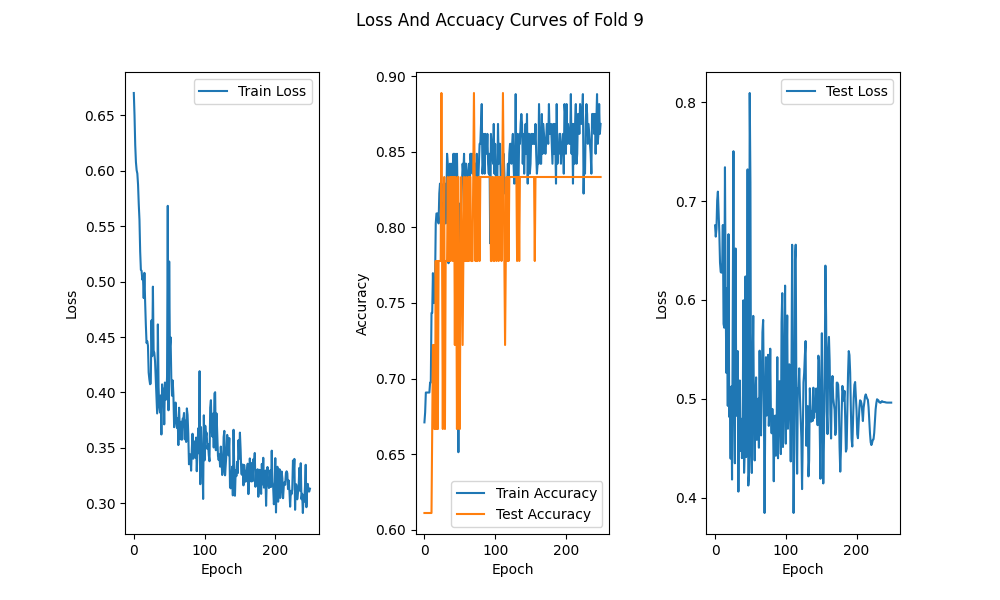 Loss And Accuacy Curves of Fold 9
Train Loss
0.65
0.60
0.55
0.50
0.45
0.40
0.35
0.30
Loss
0 100 200
Epoch
0.90
0.85
0.80
0.75
0.70
0.65
0.60
Accuracy
Train Accuracy
Test Accuracy
0 100 200
Epoch
Test Loss
0.8
0.7
0.6
0.5
0.4
Loss
0 100 200
Epoch